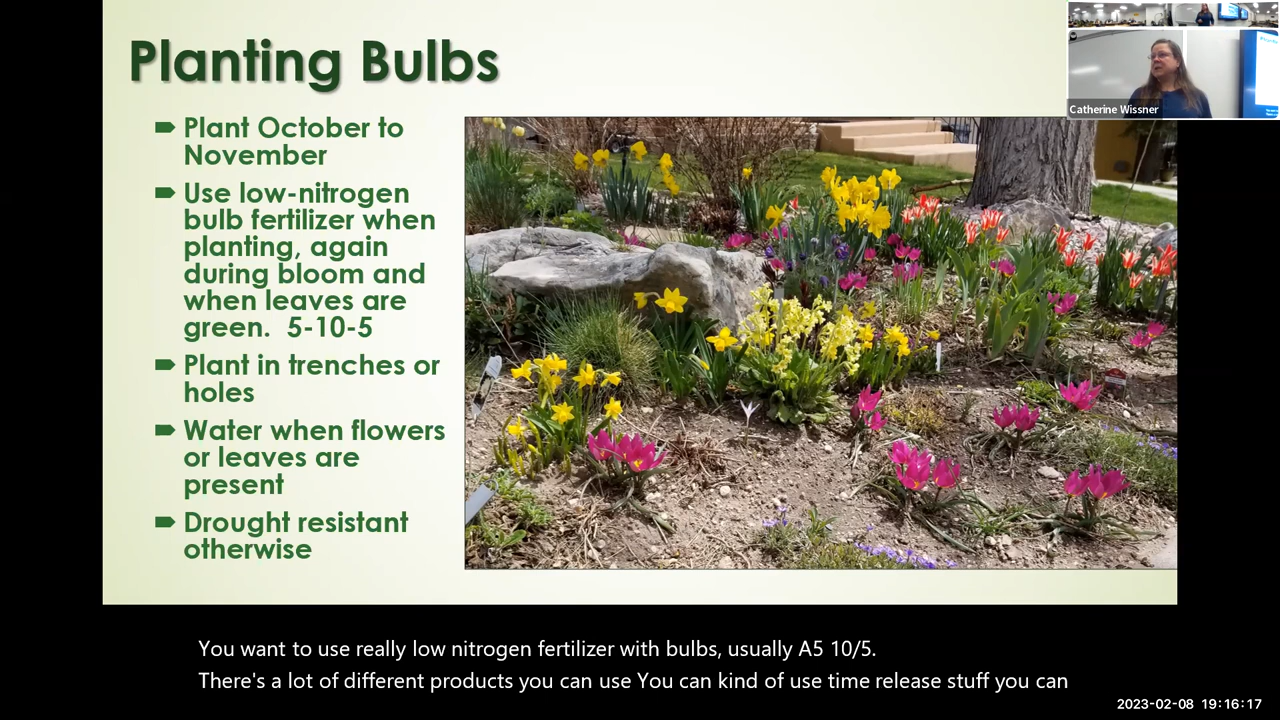 Planting Bulbs
Catherine Wissner
Plant October to
November
Use low-nitrogen
bulb fertilizer when
planting, again
during bloom and
when leaves are
green. 5-10-5
Plant in trenches or
holes
Water when flowers
or leaves are
present
Drought resistant
otherwise
You want to use really low nitrogen fertilizer with bulbs, usually A5 10/5.
There's a lot of different products you can use You can kind of use time release stuff you can
2023-02-08 19:16:17